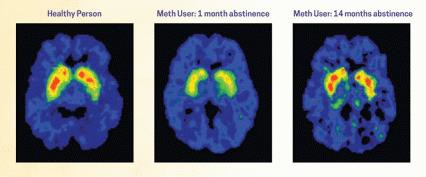 Healthy Person
Meth User: 1 month abstinence
Meth User: 14 months abstinence